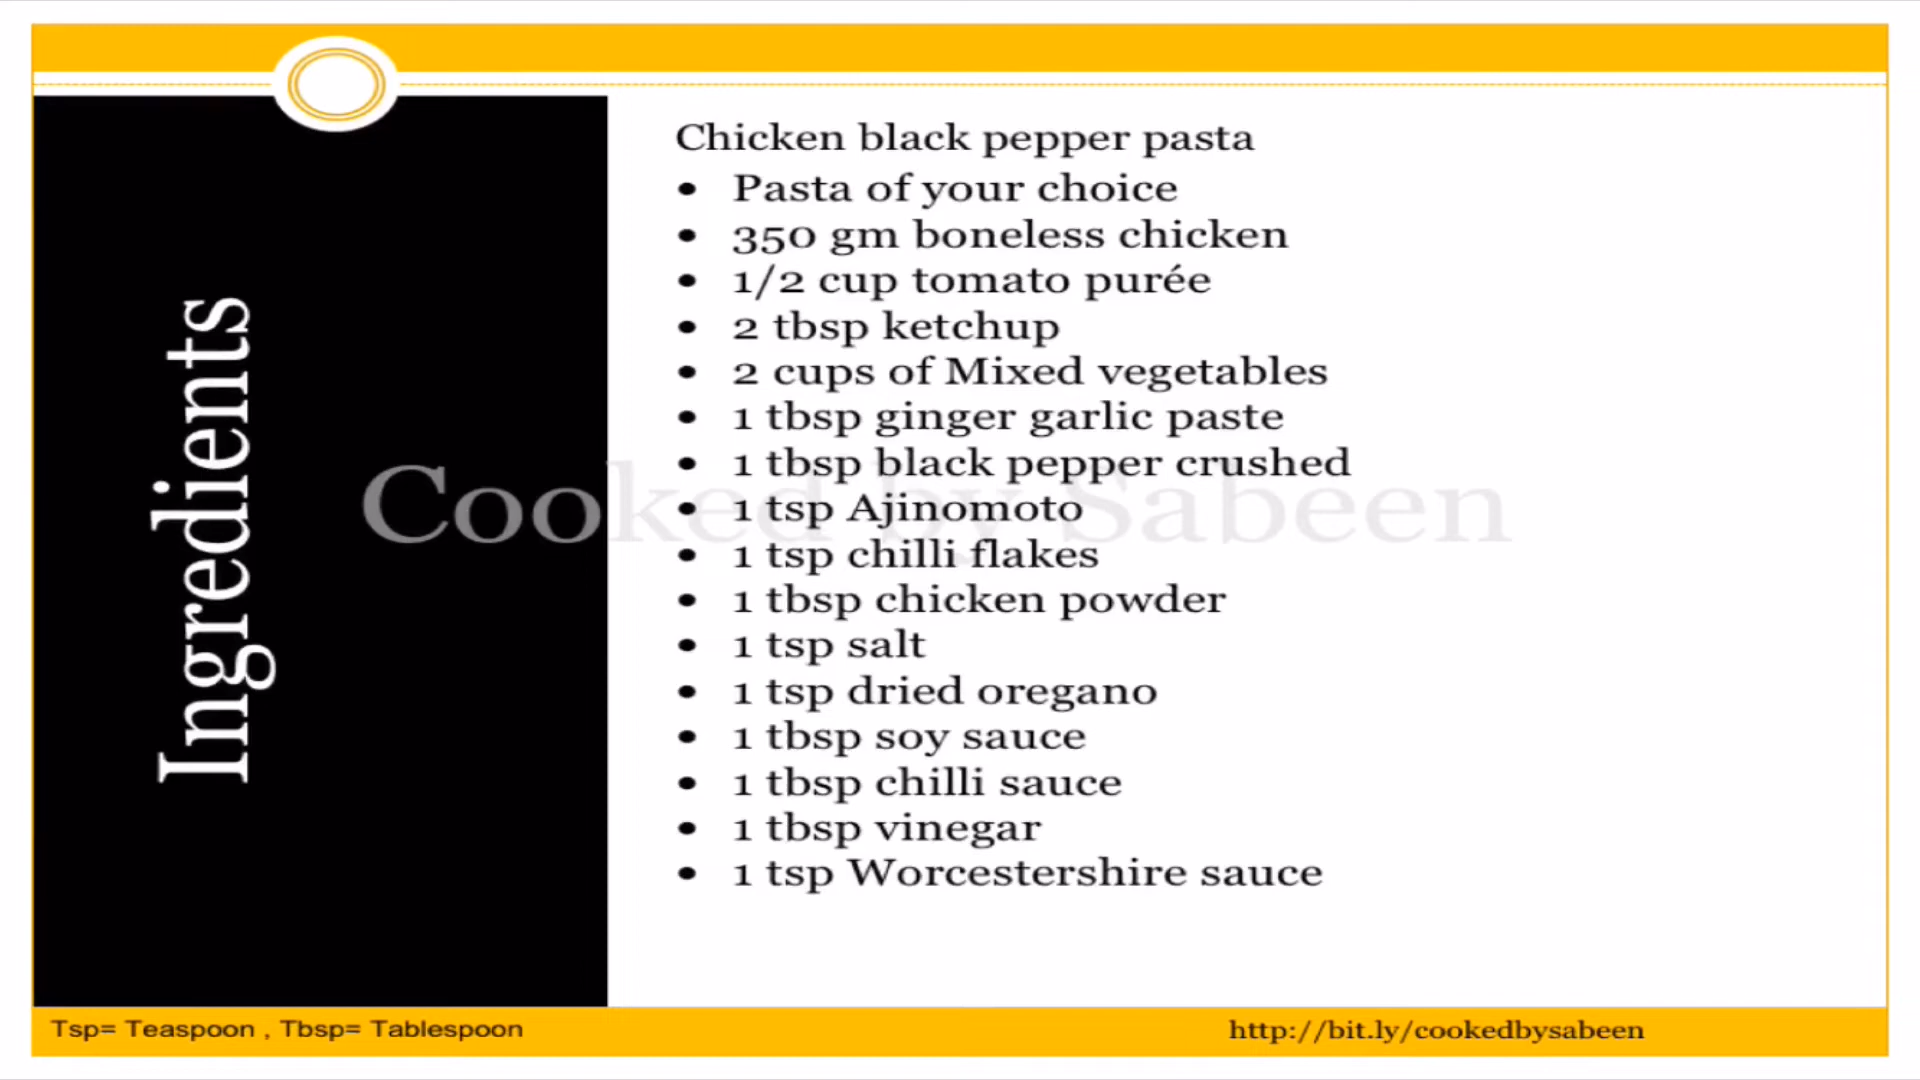 Ingredients
Chicken black pepper pasta
• Pasta of your choice
• 350 gm boneless chicken
• 1/2 cup tomato purée
• 2 tbsp ketchup
• 2 cups of Mixed vegetables
• 1 tbsp ginger garlic paste
• 1 tbsp black pepper crushed
• 1 tsp Ajinomoto
• 1 tsp chilli flakes
• 1 tbsp chicken powder
• 1 tsp salt
• 1 tsp dried oregano
• 1 tbsp soy sauce
• 1 tbsp chilli sauce
• 1 tbsp vinegar
• 1 tsp Worcestershire sauce
Cooked by Sabeen
Tsp= Teaspoon , Tbsp= Tablespoon
http://bit.ly/cookedbysabeen